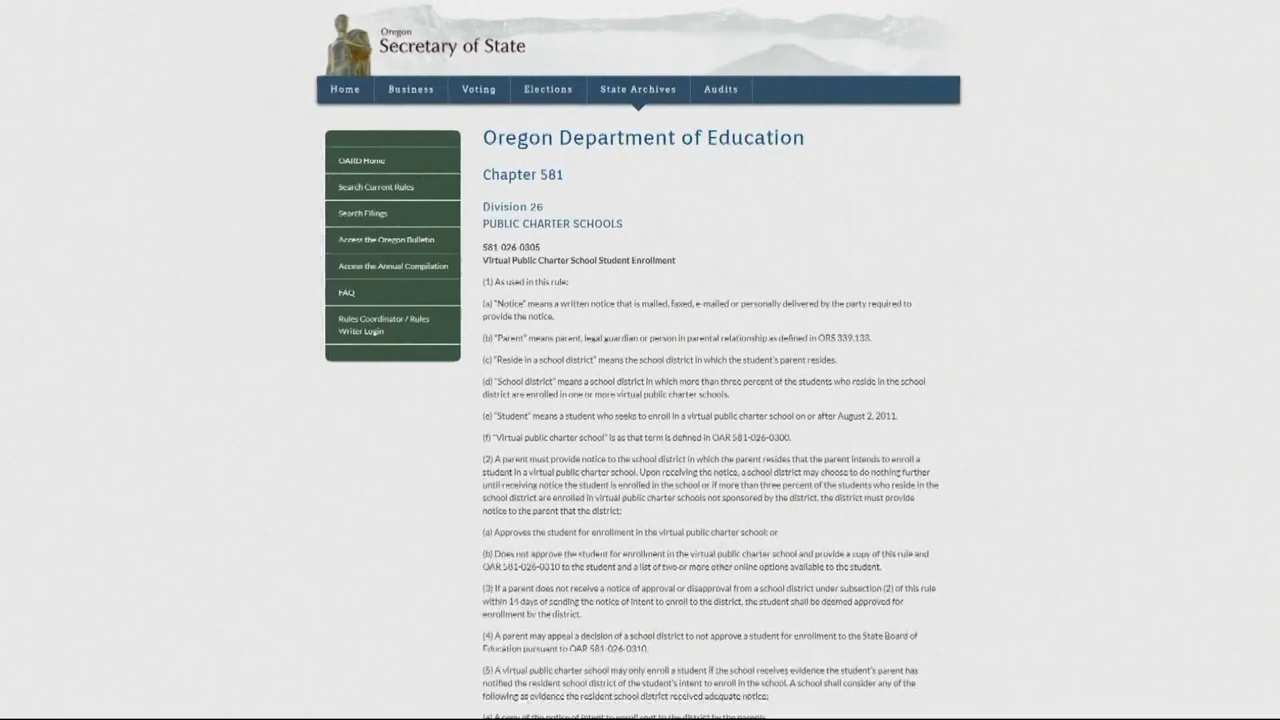 Oregon
Secretary of State
Home Business Voting Elections State Archives Audits
OARD Home
Search Current Rules
Search Filings
Access the Oregon Bulletin
Access the Annual Compilation
FAQ
Rules Coordinator / Rules
Writer Login
Oregon Department of Education
Chapter 581
Division 26
PUBLIC CHARTER SCHOOLS
581-026-0305
Virtual Public Charter School Student Enrollment
(1) As used in this rule:
(a) "Notice" means a written notice that is mailed, faxed, e-mailed or personally delivered by the party required to
provide the notice.
(b) "Parent" means parent, legal guardian or person in parental relationship as defined in ORS 339.133.
(c) "Reside in a school district" means the school district in which the student's parent resides.
(d) "School district" means a school district in which more than three percent of the students who reside in the school
district are enrolled in one or more virtual public charter schools.
(e) "Student" means a student who seeks to enroll in a virtual public charter school on or after August 2, 2011.
(f) "Virtual public charter school" is as that term is defined in OAR 581-026-0300.
(2) A parent must provide notice to the school district in which the parent resides that the parent intends to enroll a
student in a virtual public charter school. Upon receiving the notice, a school district may choose to do nothing further
until receiving notice the student is enrolled in the school or if more than three percent of the students who reside in the
school district are enrolled in virtual public charter schools not sponsored by the district, the district must provide
notice to the parent that the district:
(a) Approves the student for enrollment in the virtual public charter school; or
(b) Does not approve the student for enrollment in the virtual public charter school and provide a copy of this rule and
OAR 581-026-0310 to the student and a list of two or more other online options available to the student.
(3) If a parent does not receive a notice of approval or disapproval from a school district under subsection (2) of this rule
within 14 days of sending the notice of intent to enroll to the district, the student shall be deemed approved for
enrollment by the district.
(4) A parent may appeal a decision of a school district to not approve a student for enrollment to the State Board of
Education pursuant to OAR 581-026-0310.
(5) A virtual public charter school may only enroll a student if the school receives evidence the student's parent has
notified the resident school district of the student's intent to enroll in the school. A school shall consider any of the
following as evidence the resident school district received adequate notice:
(a) A copy of the notice of intent to enroll sent to the district by the parents